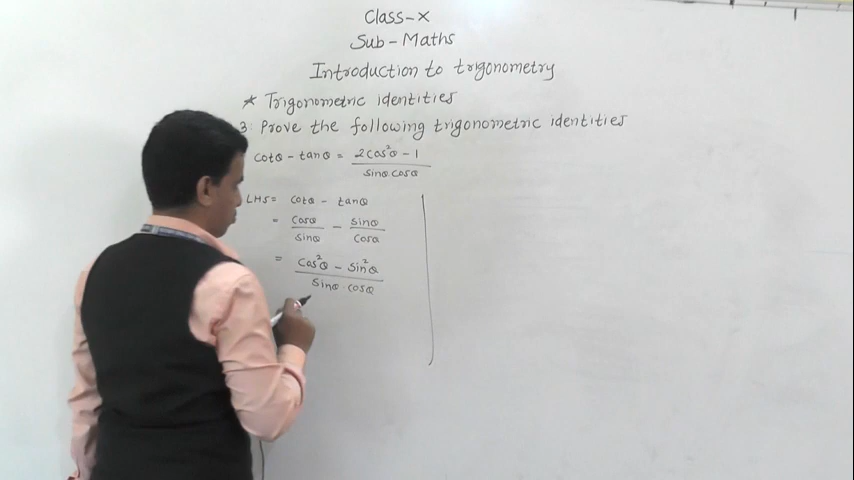 Class-X
Sub-Maths
Introduction to trigonometry
* Trigonometric identities
3. Prove the following trigonometric identities
cotθ - tanθ = 2cos²θ - 1 / sinθ cosθ
LHS = cotθ - tanθ
= cosθ / sinθ - sinθ / cosθ
= cos²θ - sin²θ / sinθ · cosθ